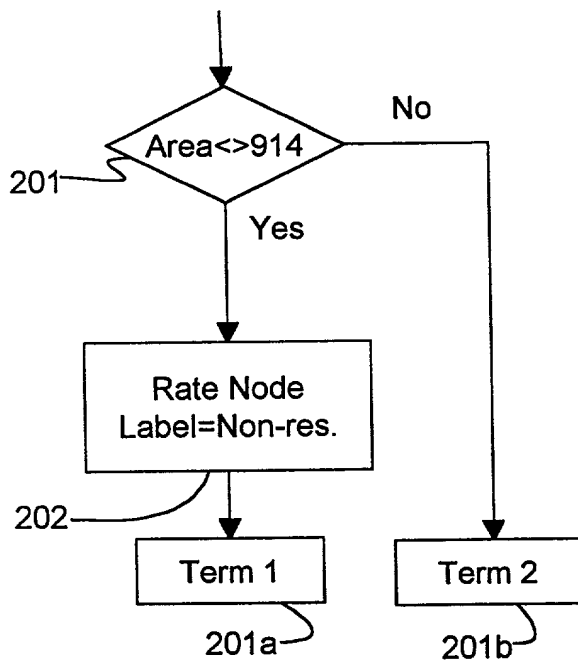 No
Area<>914
201
Yes
Rate Node
Label=Non-res.
202
Term 1
Term 2
201a
201b